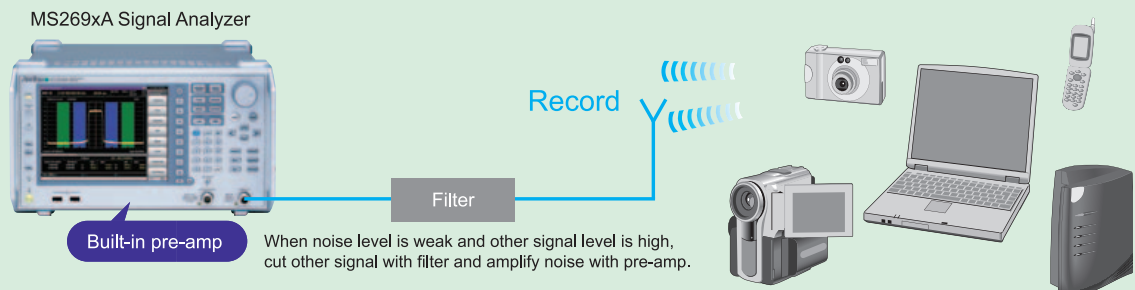 MS269xA Signal Analyzer
Record
Filter
Built-in pre-amp
When noise level is weak and other signal level is high,
cut other signal with filter and amplify noise with pre-amp.